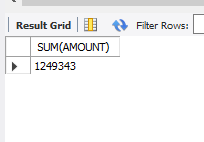 Result Grid Filter Rows:
SUM(AMOUNT)
1249343